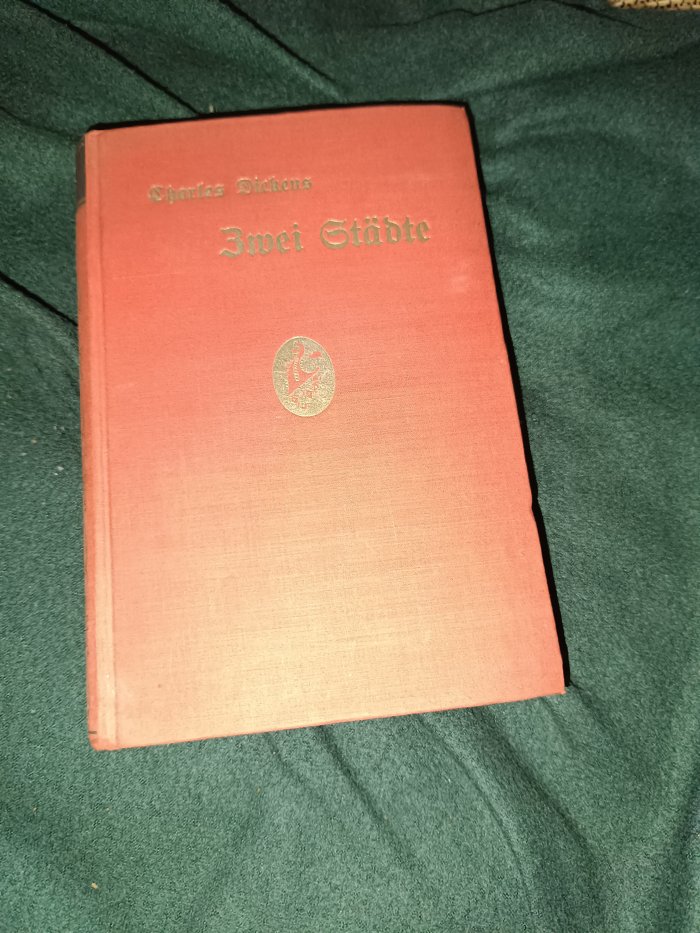 Charles Dickens
Zwei Städte